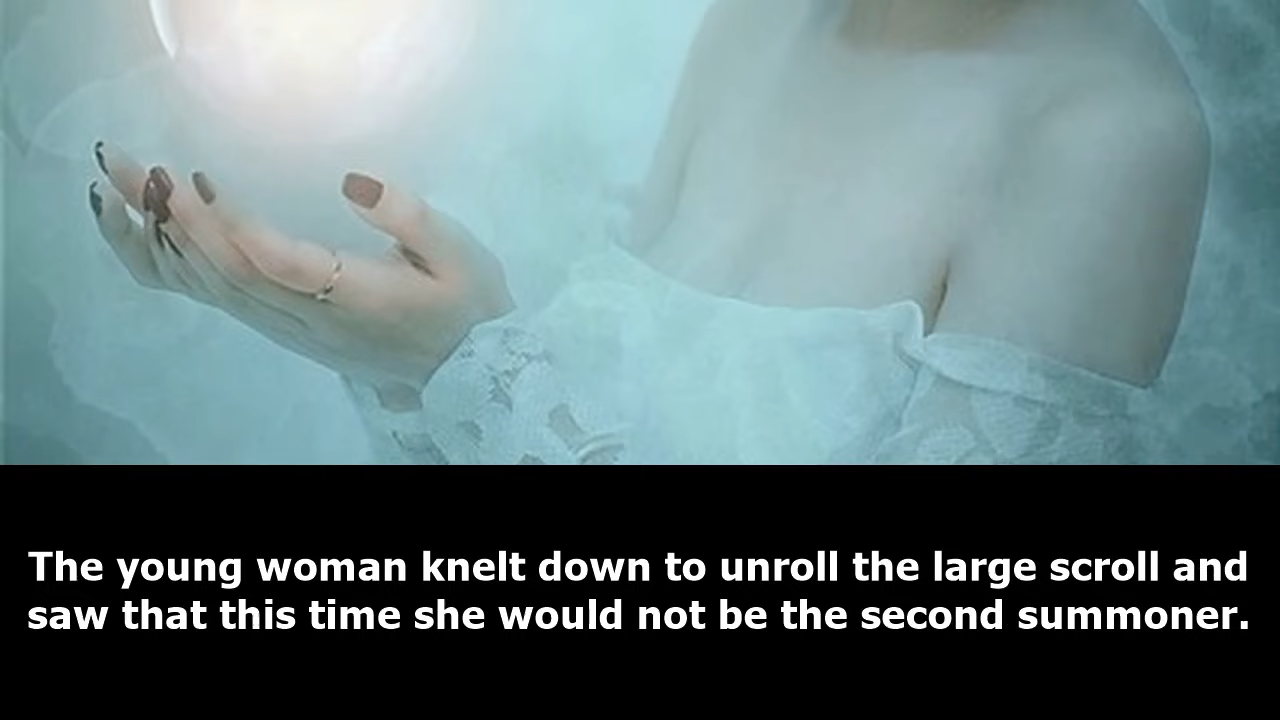 The young woman knelt down to unroll the large scroll and
saw that this time she would not be the second summoner.